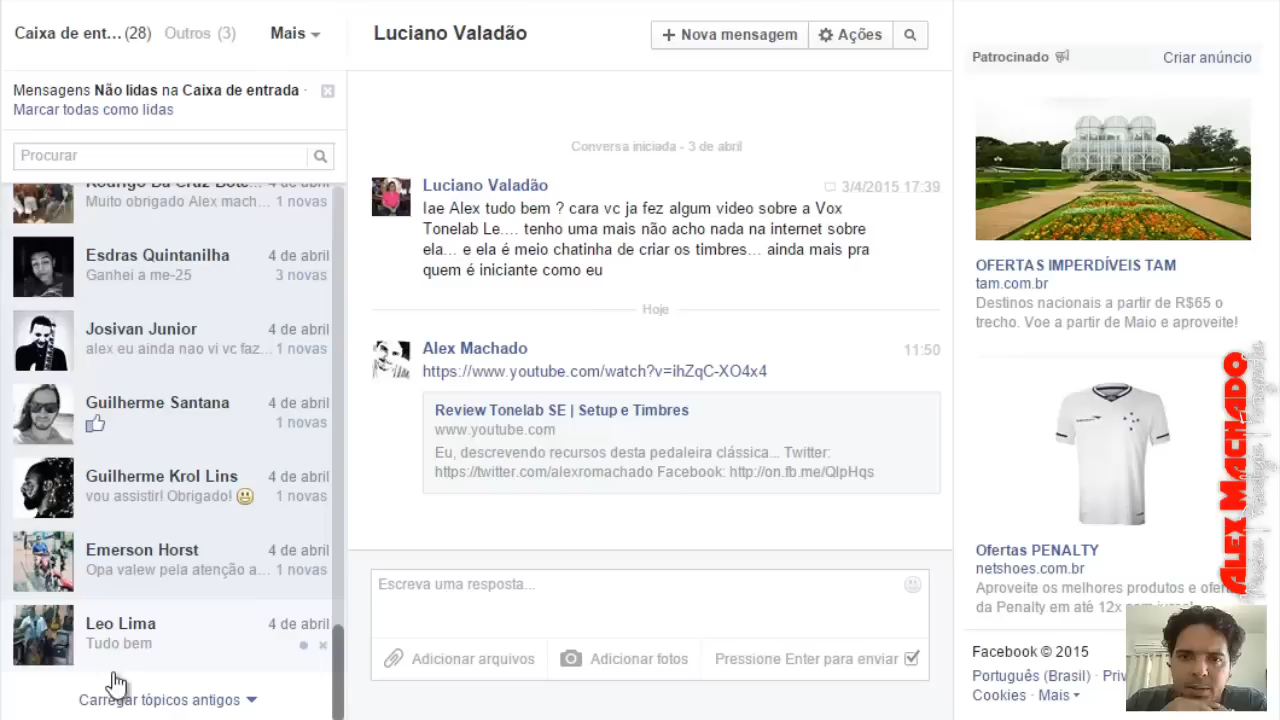 Caixa de ent... (28) Outros (3) Mais
Mensagens Não lidas na Caixa de entrada ·
Marcar todas como lidas
Procurar
Rodrigo Da Cruz Bote... 4 de abril
Muito obrigado Alex mach... 1 novas
Esdras Quintanilha 4 de abril
Ganhei a me-25 3 novas
Josivan Junior 4 de abril
alex eu ainda nao vi vc faz... 1 novas
Guilherme Santana 4 de abril
1 novas
Guilherme Krol Lins 4 de abril
vou assistir! Obrigado! 1 novas
Emerson Horst 4 de abril
Opa valew pela atenção a... 1 novas
Leo Lima 4 de abril
Tudo bem
Carregar tópicos antigos
Luciano Valadão
Nova mensagem Ações
Conversa iniciada - 3 de abril
Luciano Valadão 3/4/2015 17:39
Iae Alex tudo bem ? cara vc ja fez algum video sobre a Vox
Tonelab Le.... tenho uma mais não acho nada na internet sobre
ela... e ela é meio chatinha de criar os timbres... ainda mais pra
quem é iniciante como eu
Hoje
Alex Machado 11:50
https://www.youtube.com/watch?v=ihZqC-XO4x4
Review Tonelab SE | Setup e Timbres
www.youtube.com
Eu, descrevendo recursos desta pedaleira clássica... Twitter:
https://twitter.com/alexromachado Facebook: http://on.fb.me/QlpHqs
Escreva uma resposta...
Adicionar arquivos Adicionar fotos Pressione Enter para enviar
Patrocinado Criar anúncio
OFERTAS IMPERDÍVEIS TAM
tam.com.br
Destinos nacionais a partir de R$65 o
trecho. Voe a partir de Maio e aproveite!
Ofertas PENALTY
netshoes.com.br
Aproveite os melhores produtos e
da Penalty em até 12x
ALEX MACHADO
Facebook © 2015
Português (Brasil) ·
Cookies · Mais